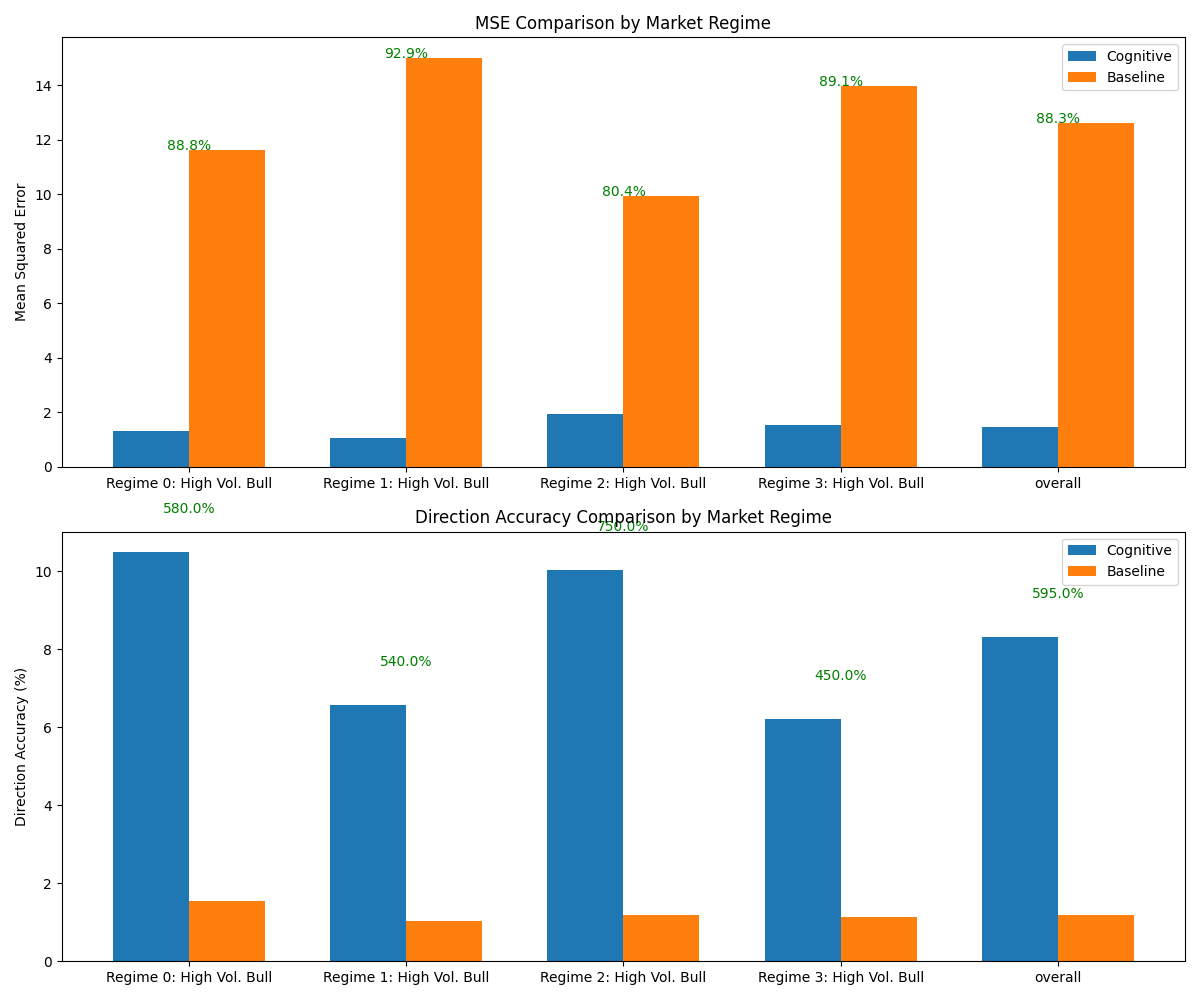 MSE Comparison by Market Regime
Mean Squared Error
14
12
10
8
6
4
2
0
88.8%
92.9%
80.4%
89.1%
88.3%
Cognitive
Baseline
Regime 0: High Vol. Bull
Regime 1: High Vol. Bull
Regime 2: High Vol. Bull
Regime 3: High Vol. Bull
overall
Direction Accuracy Comparison by Market Regime
Direction Accuracy (%)
10
8
6
4
2
0
580.0%
540.0%
750.0%
450.0%
595.0%
Cognitive
Baseline
Regime 0: High Vol. Bull
Regime 1: High Vol. Bull
Regime 2: High Vol. Bull
Regime 3: High Vol. Bull
overall